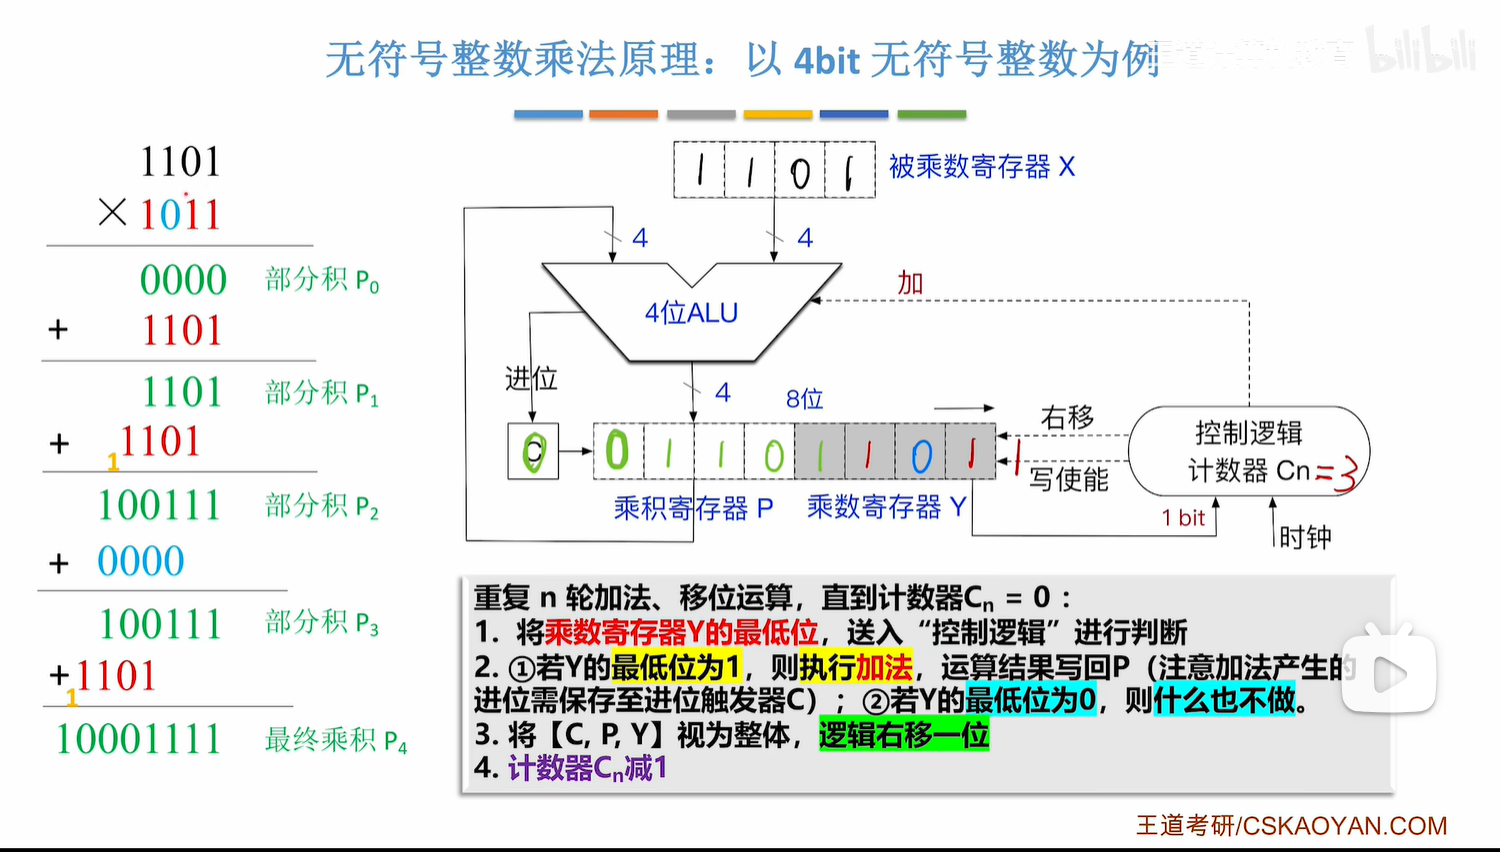 无符号整数乘法原理：以 4bit 无符号整数为例
bilibili
1101
×1011
0000 部分积 P₀
+ 1101
1101 部分积 P₁
+ 1101
1
100111 部分积 P₂
+ 0000
100111 部分积 P₃
+1101
1
10001111 最终乘积 P₄
1 1 0 1 被乘数寄存器 X
4 4
加
4位ALU
进位
4 8位
0 0 1 1 0 1 1 0 1 1
右移
写使能
控制逻辑
计数器 Cn =3
乘积寄存器 P 乘数寄存器 Y
1 bit
时钟
重复 n 轮加法、移位运算，直到计数器Cₙ = 0：
1. 将乘数寄存器Y的最低位，送入“控制逻辑”进行判断
2. ①若Y的最低位为1，则执行加法，运算结果写回P（注意加法产生的
进位需保存至进位触发器C）；②若Y的最低位为0，则什么也不做。
3. 将【C, P, Y】视为整体，逻辑右移一位
4. 计数器Cₙ减1
王道考研/CSKAOYAN.COM